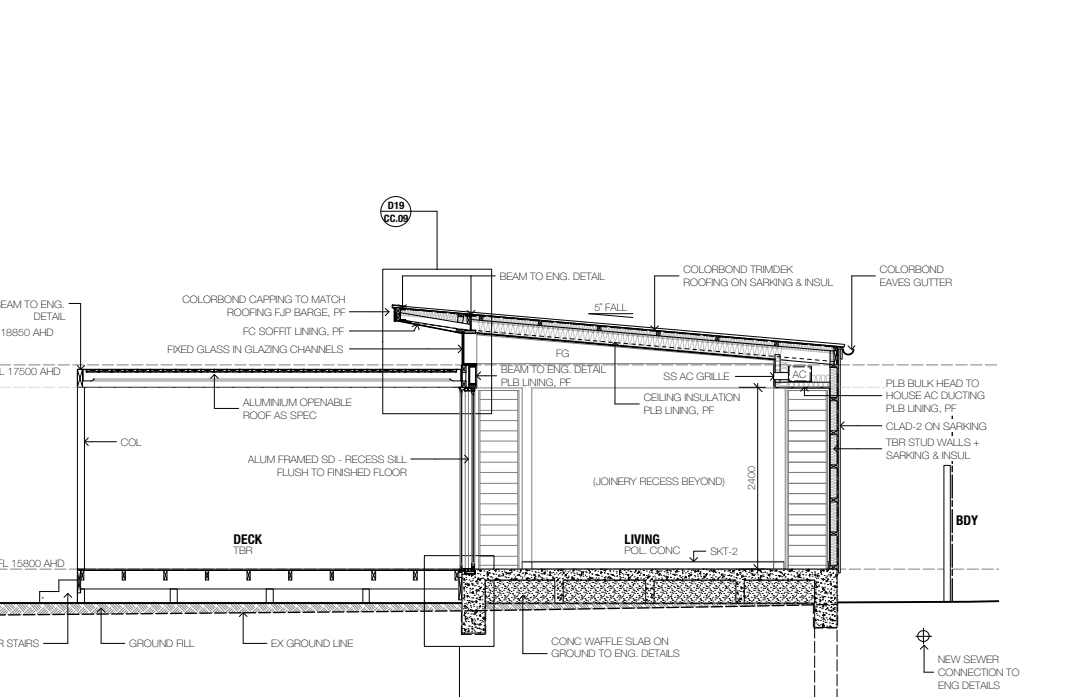 D19
CC.09
BEAM TO ENG. DETAIL
COLORBOND TRIMDEK
ROOFING ON SARKING & INSUL
COLORBOND
EAVES GUTTER
EAM TO ENG.
DETAIL
18850 AHD
COLORBOND CAPPING TO MATCH
ROOFING FJP BARGE, PF
5° FALL
FC SOFFIT LINING, PF
FIXED GLASS IN GLAZING CHANNELS
FG
L 17500 AHD
BEAM TO ENG. DETAIL
PLB LINING, PF
SS AC GRILLE
AC
PLB BULK HEAD TO
HOUSE AC DUCTING
PLB LINING, PF
ALUMINIUM OPENABLE
ROOF AS SPEC
CEILING INSULATION
PLB LINING, PF
CLAD-2 ON SARKING
COL
TBR STUD WALLS +
SARKING & INSUL
ALUM FRAMED SD - RECESS SILL
FLUSH TO FINISHED FLOOR
(JOINERY RECESS BEYOND)
2400
BDY
DECK
TBR
LIVING
POL. CONC
SKT-2
FL 15800 AHD
R STAIRS
GROUND FILL
EX GROUND LINE
CONC WAFFLE SLAB ON
GROUND TO ENG. DETAILS
NEW SEWER
CONNECTION TO
ENG DETAILS